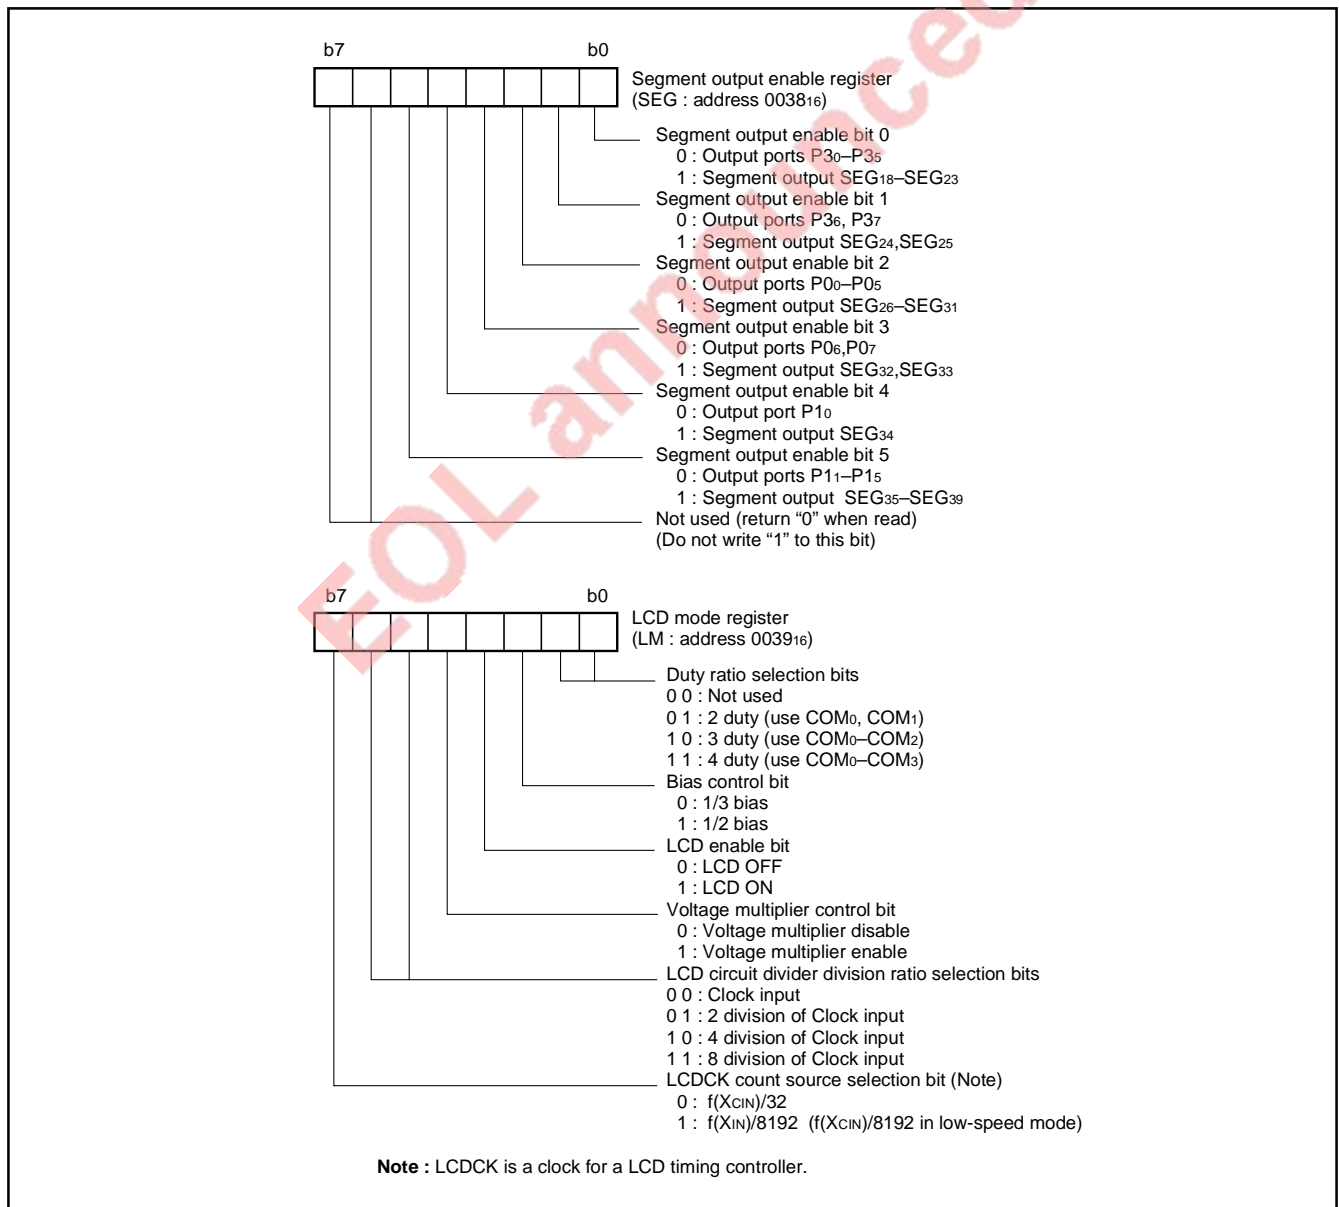 b7 b0
Segment output enable register
(SEG : address 003816)
Segment output enable bit 0
0 : Output ports P30–P35
1 : Segment output SEG18–SEG23
Segment output enable bit 1
0 : Output ports P36, P37
1 : Segment output SEG24,SEG25
Segment output enable bit 2
0 : Output ports P00–P05
1 : Segment output SEG26–SEG31
Segment output enable bit 3
0 : Output ports P06,P07
1 : Segment output SEG32,SEG33
Segment output enable bit 4
0 : Output port P10
1 : Segment output SEG34
Segment output enable bit 5
0 : Output ports P11–P15
1 : Segment output SEG35–SEG39
Not used (return “0” when read)
(Do not write “1” to this bit)
b7 b0
LCD mode register
(LM : address 003916)
Duty ratio selection bits
0 0 : Not used
0 1 : 2 duty (use COM0, COM1)
1 0 : 3 duty (use COM0–COM2)
1 1 : 4 duty (use COM0–COM3)
Bias control bit
0 : 1/3 bias
1 : 1/2 bias
LCD enable bit
0 : LCD OFF
1 : LCD ON
Voltage multiplier control bit
0 : Voltage multiplier disable
1 : Voltage multiplier enable
LCD circuit divider division ratio selection bits
0 0 : Clock input
0 1 : 2 division of Clock input
1 0 : 4 division of Clock input
1 1 : 8 division of Clock input
LCDCK count source selection bit (Note)
0 : f(XCIN)/32
1 : f(XIN)/8192 (f(XCIN)/8192 in low-speed mode)
Note : LCDCK is a clock for a LCD timing controller.
EOL announced